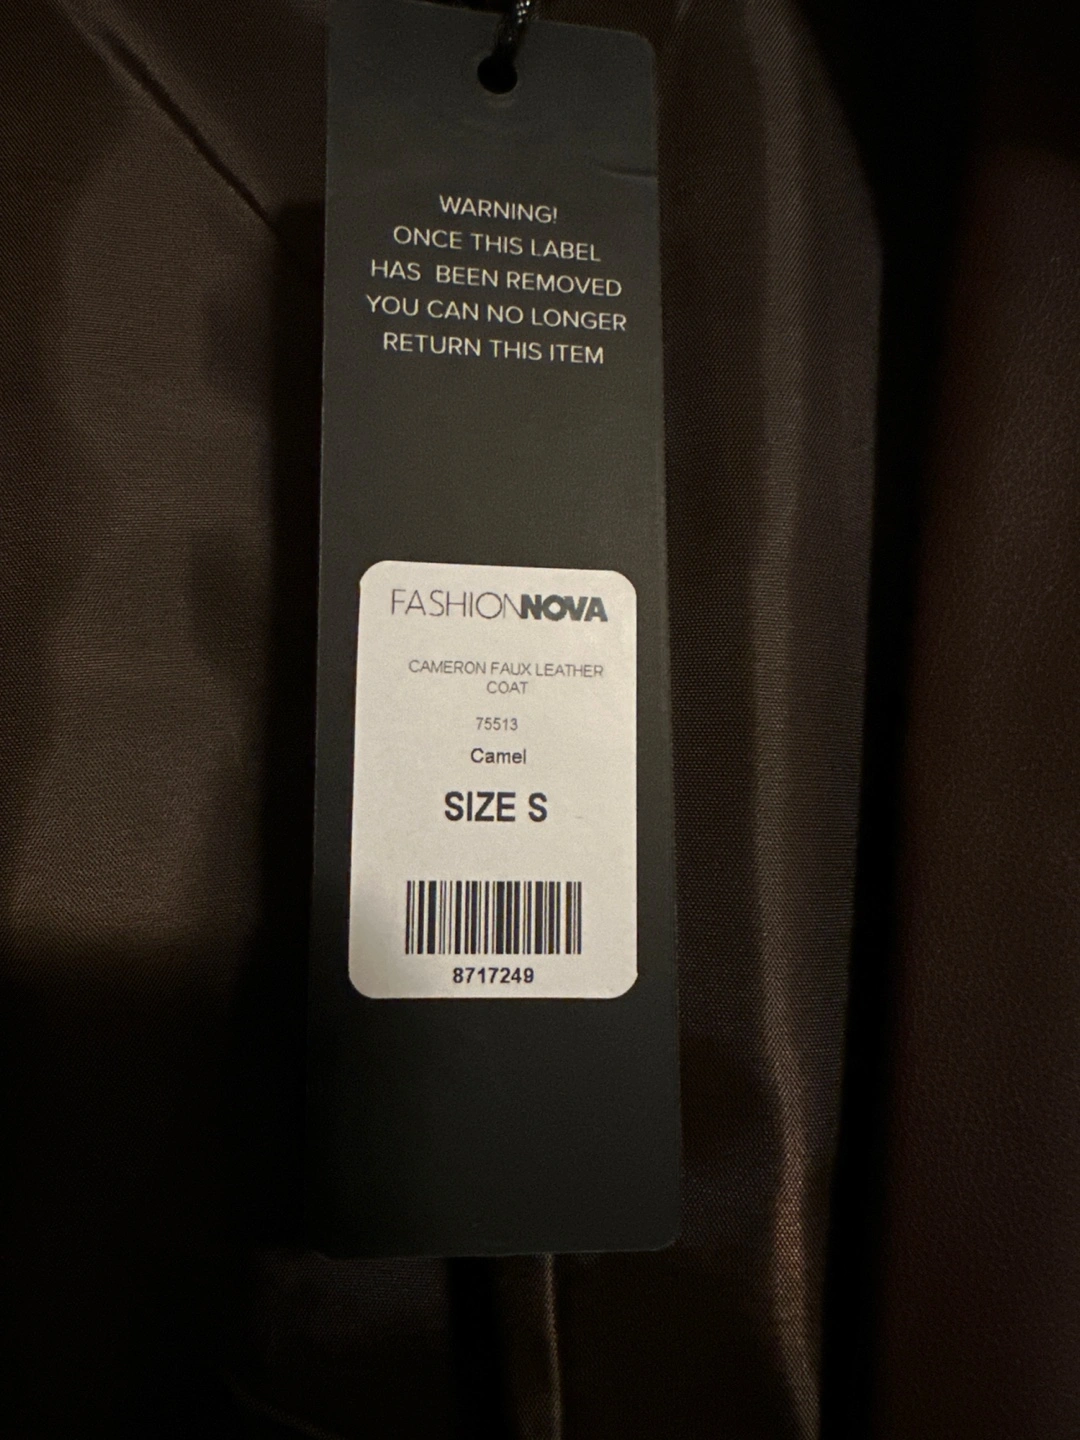 WARNING!
ONCE THIS LABEL
HAS BEEN REMOVED
YOU CAN NO LONGER
RETURN THIS ITEM
FASHIONNOVA
CAMERON FAUX LEATHER
COAT
75513
Camel
SIZE S
8717249